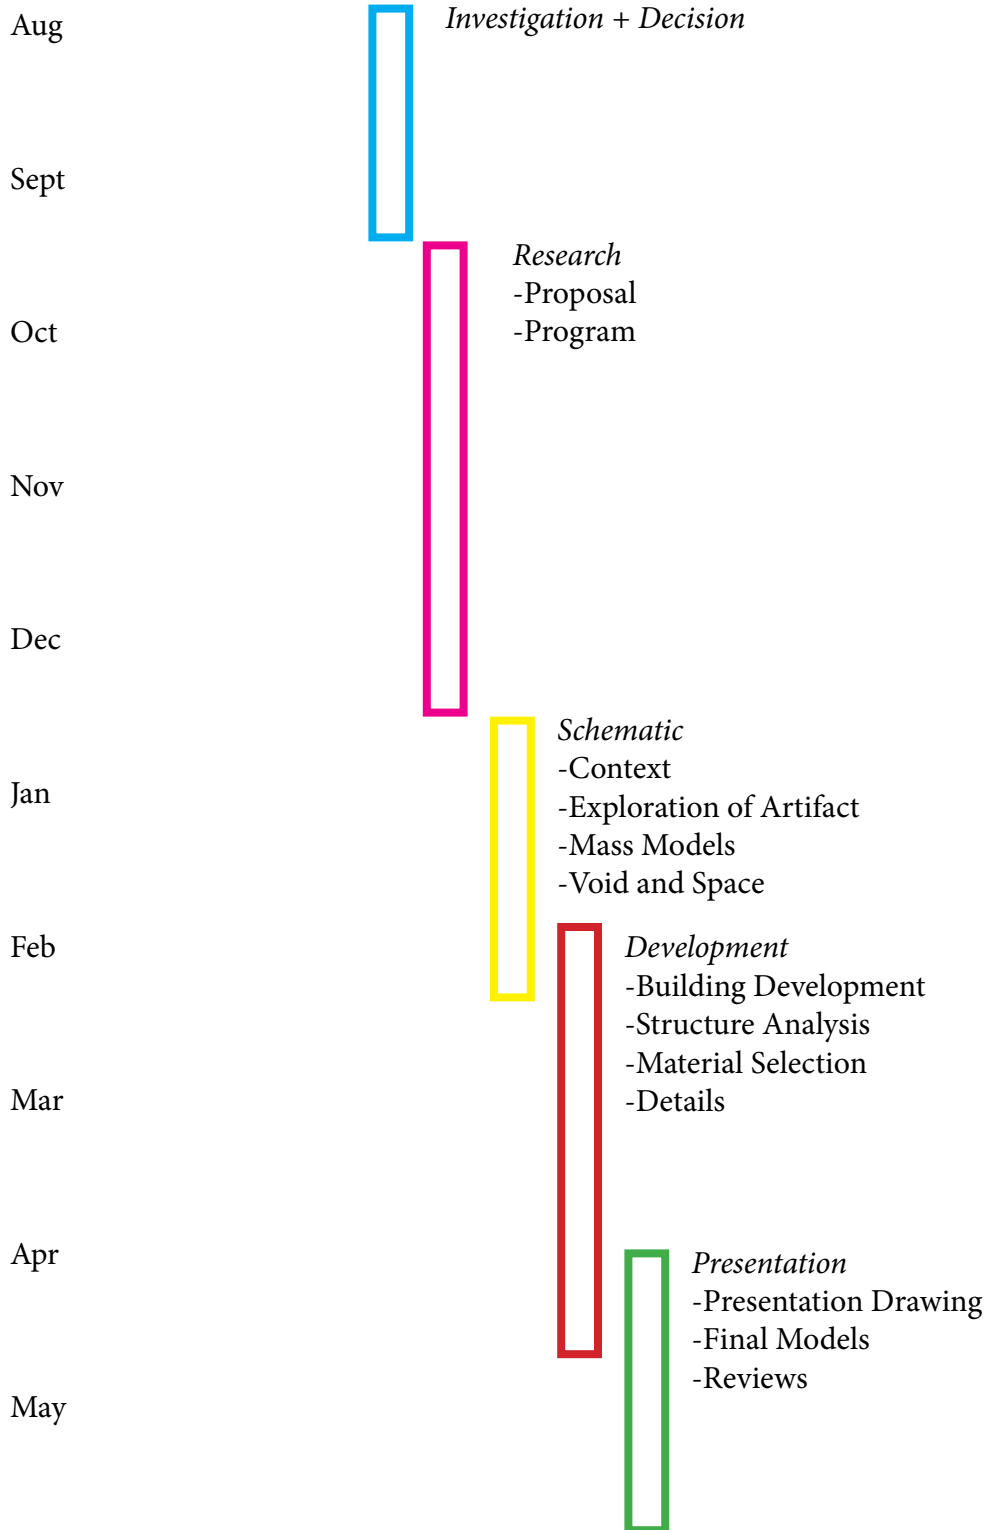 Aug
Investigation + Decision
Sept
Research
-Proposal
Oct
-Program
Nov
Dec
Schematic
-Context
Jan
-Exploration of Artifact
-Mass Models
-Void and Space
Feb
Development
-Building Development
-Structure Analysis
-Material Selection
Mar
-Details
Apr
Presentation
-Presentation Drawing
-Final Models
-Reviews
May